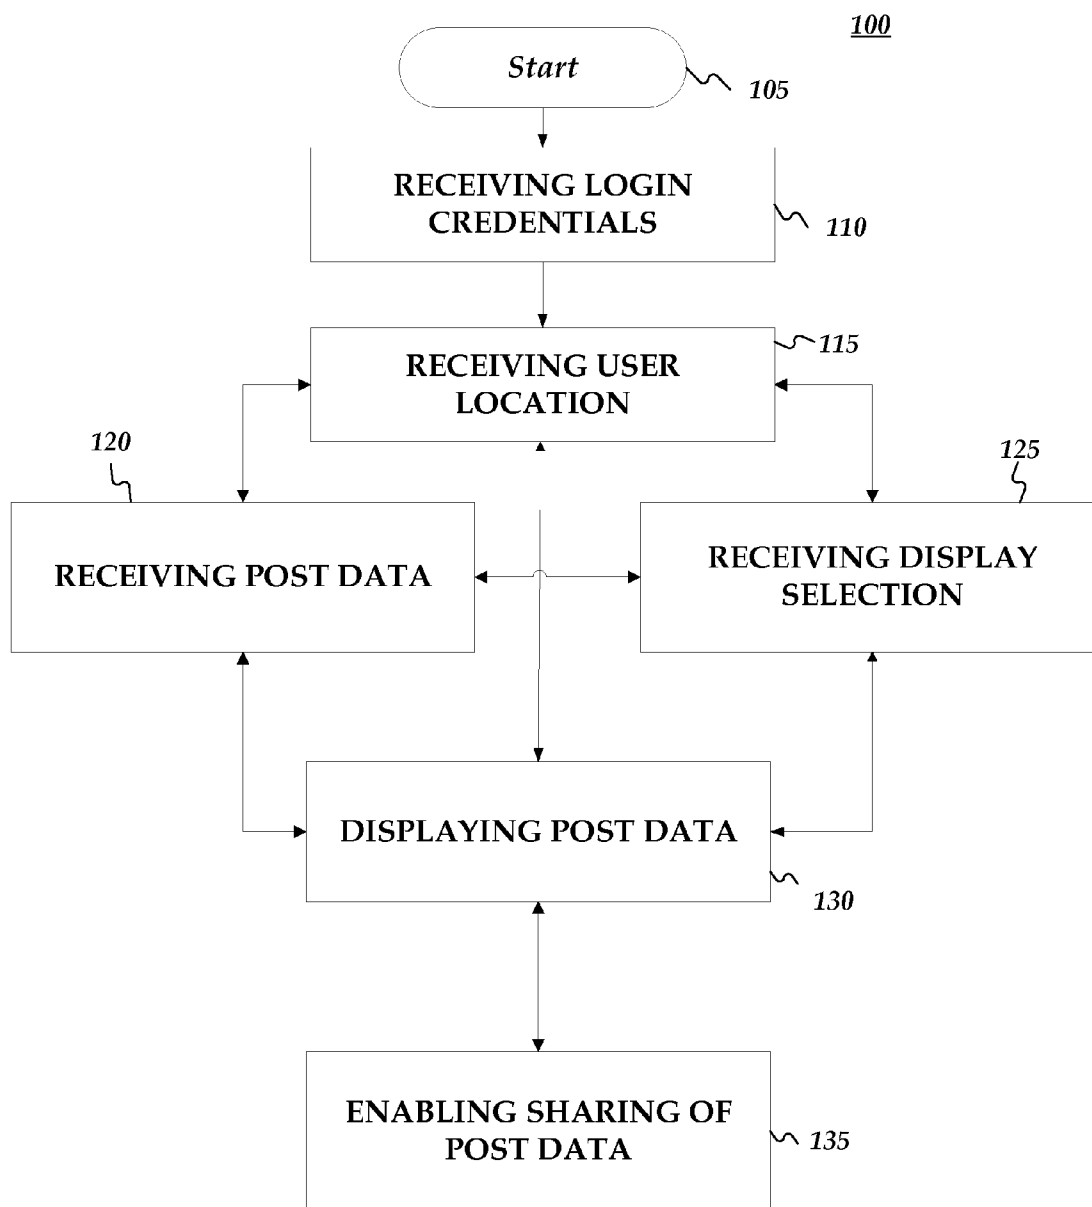 100
Start
105
RECEIVING LOGIN
CREDENTIALS
110
115
RECEIVING USER
LOCATION
120
125
RECEIVING POST DATA
RECEIVING DISPLAY
SELECTION
DISPLAYING POST DATA
130
ENABLING SHARING OF
POST DATA
135